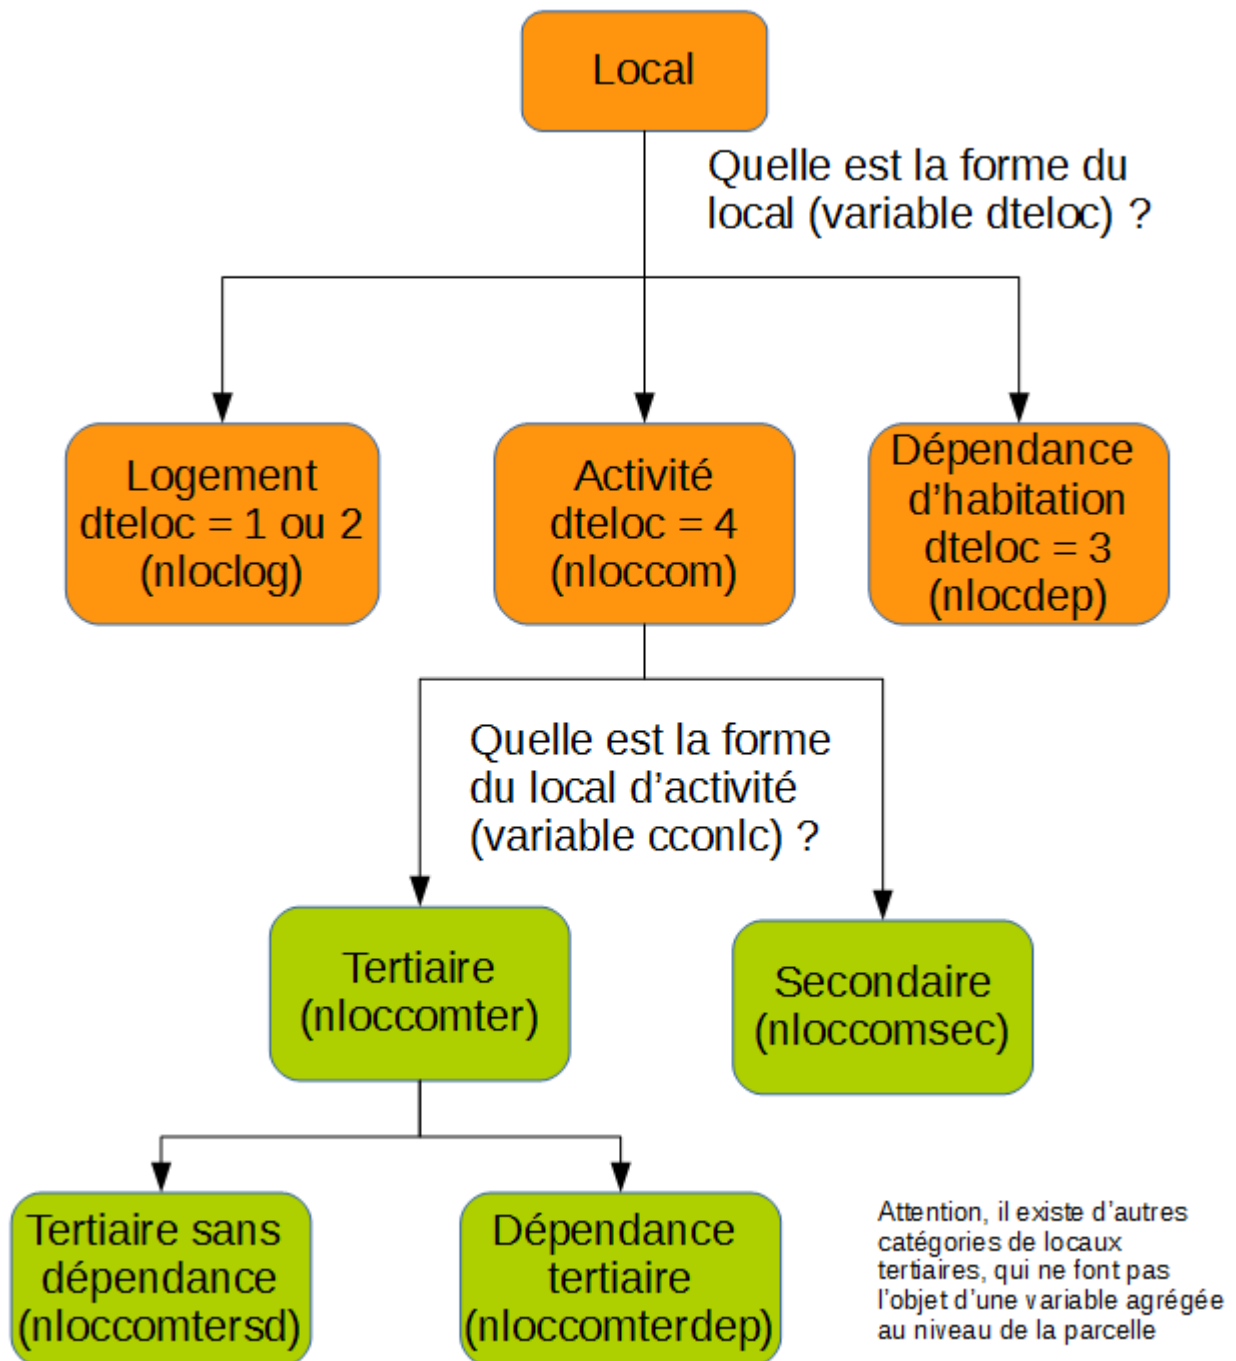 Local
Quelle est la forme du
local (variable dteloc) ?
Logement
dteloc = 1 ou 2
(nloclog)
Activité
dteloc = 4
(nloccom)
Dépendance
d’habitation
dteloc = 3
(nlocdep)
Quelle est la forme
du local d’activité
(variable cconlc) ?
Tertiaire
(nloccomter)
Secondaire
(nloccomsec)
Tertiaire sans
dépendance
(nloccomtersd)
Dépendance
tertiaire
(nloccomterdep)
Attention, il existe d’autres
catégories de locaux
tertiaires, qui ne font pas
l’objet d’une variable agrégée
au niveau de la parcelle